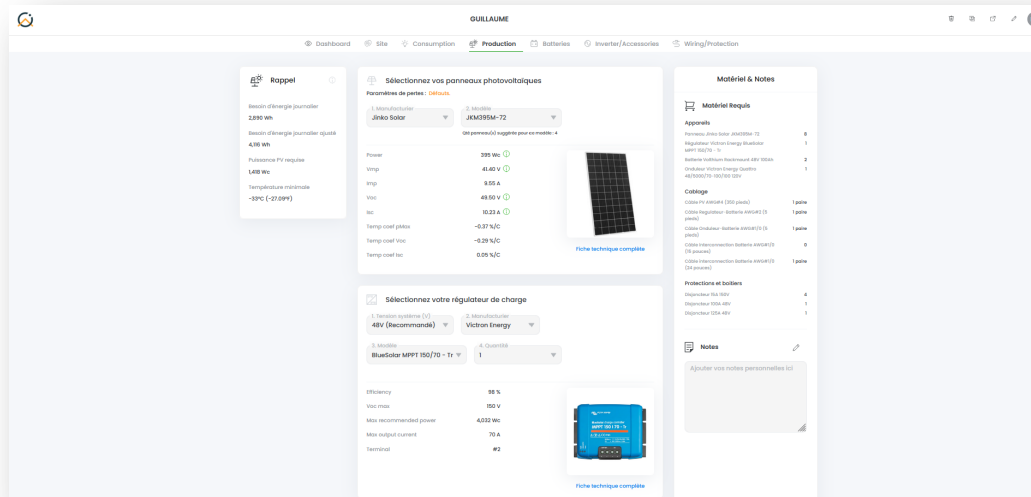 GUILLAUME
Dashboard
Site
Consumption
Production
Batteries
Inverter/Accessories
Wiring/Protection
Rappel
Besoin d'énergie journalier
2,890 Wh
Besoin d'énergie journalier ajusté
4,116 Wh
Puissance PV requise
1,418 Wc
Température minimale
-33°C (-27.09°F)
Sélectionnez vos panneaux photovoltaïques
Paramètres de pertes : Défauts
1. Manufacturier
Jinko Solar
2. Modèle
JKM395M-72
Qté panneau(x) suggérée pour ce modèle : 4
Power 395 Wc
Vmp 41.40 V
Imp 9.55 A
Voc 49.50 V
Isc 10.23 A
Temp coef pMax -0.37 %/C
Temp coef Voc -0.29 %/C
Temp coef Isc 0.05 %/C
Fiche technique complète
Sélectionnez votre régulateur de charge
1. Tension système (V)
48V (Recommandé)
2. Manufacturier
Victron Energy
3. Modèle
BlueSolar MPPT 150/70 - Tr
4. Quantité
1
Efficiency 98 %
Voc max 150 V
Max recommended power 4,032 Wc
Max output current 70 A
Terminal #2
MPPT 150 | 70 - Tr
Fiche technique complète
Matériel & Notes
Matériel Requis
Appareils
Panneau Jinko Solar JKM395M-72 8
Régulateur Victron Energy BlueSolar 1
MPPT 150/70 - Tr
Batterie Volthium Rackmount 48V 100Ah 2
Onduleur Victron Energy Quattro 1
48/5000/70-100/100 120V
Cablage
Câble PV AWG#4 (350 pieds) 1 paire
Câble Regulateur-Batterie AWG#3 (5 1 paire
pieds)
Câble Onduleur-Batterie AWG#1/0 (5 1 paire
pieds)
Câble Interconnection Batterie AWG#1/0 0
(15 pouces)
Câble Interconnection Batterie AWG#1/0 1 paire
(24 pouces)
Protections et boitiers
Disjoncteur 15A 150V 4
Disjoncteur 100A 48V 1
Disjoncteur 125A 48V 1
Notes
Ajouter vos notes personnelles ici